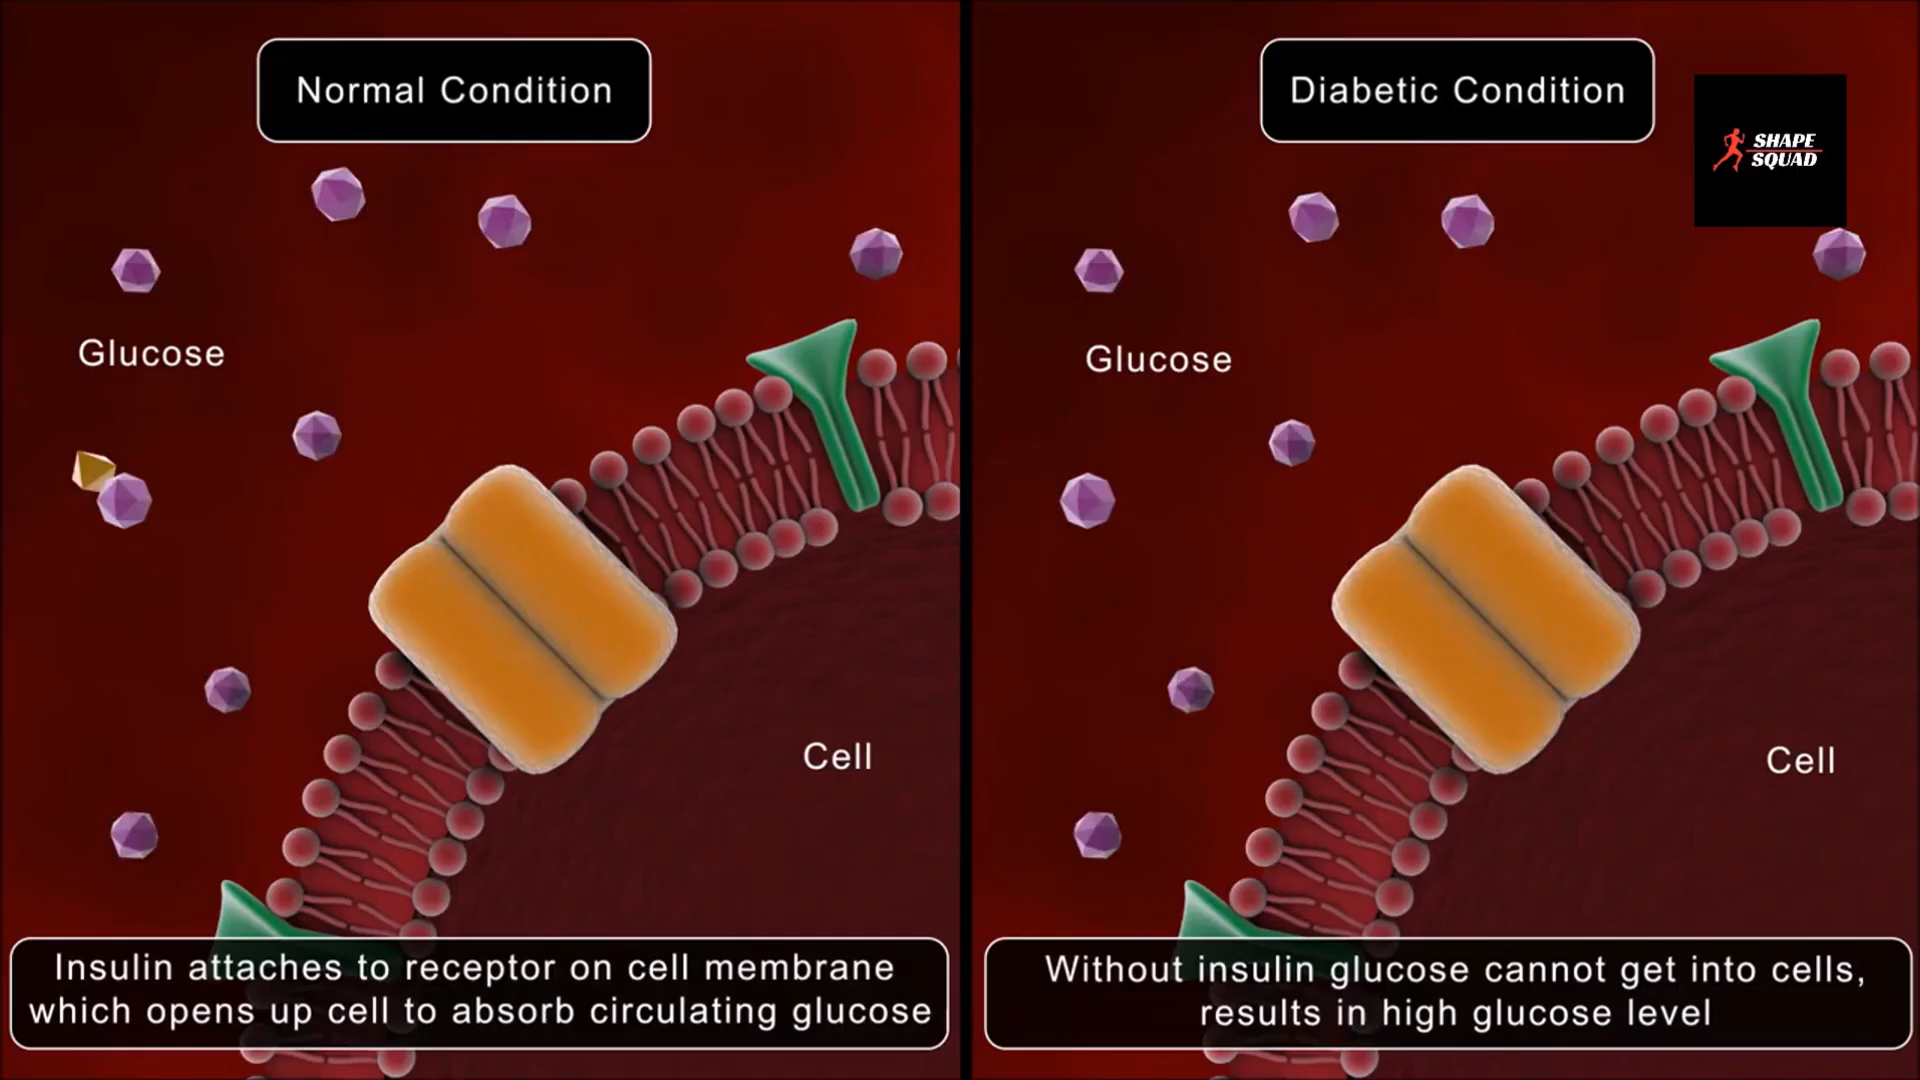 Normal Condition
Glucose
Cell
Insulin attaches to receptor on cell membrane
which opens up cell to absorb circulating glucose
Diabetic Condition
SHAPE
SQUAD
Glucose
Cell
Without insulin glucose cannot get into cells,
results in high glucose level